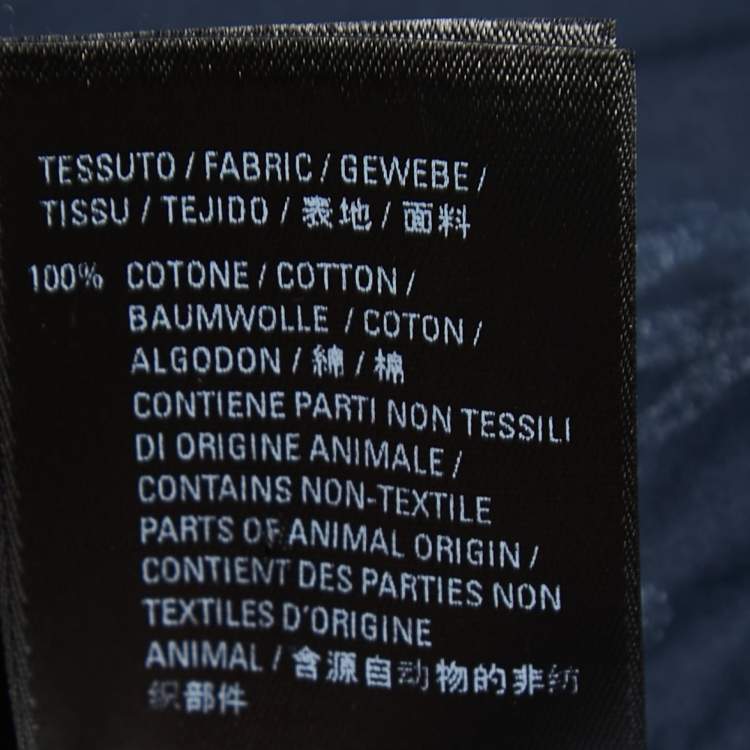 TESSUTO / FABRIC / GEWEBE /
TISSU / TEJIDO / 表地 / 面料
100% COTONE / COTTON /
BAUMWOLLE / COTON /
ALGODON / 綿 / 棉
CONTIENE PARTI NON TESSILI
DI ORIGINE ANIMALE /
CONTAINS NON-TEXTILE
PARTS OF ANIMAL ORIGIN /
CONTIENT DES PARTIES NON
TEXTILES D'ORIGINE
ANIMAL / 含源自动物的非纺
织部件